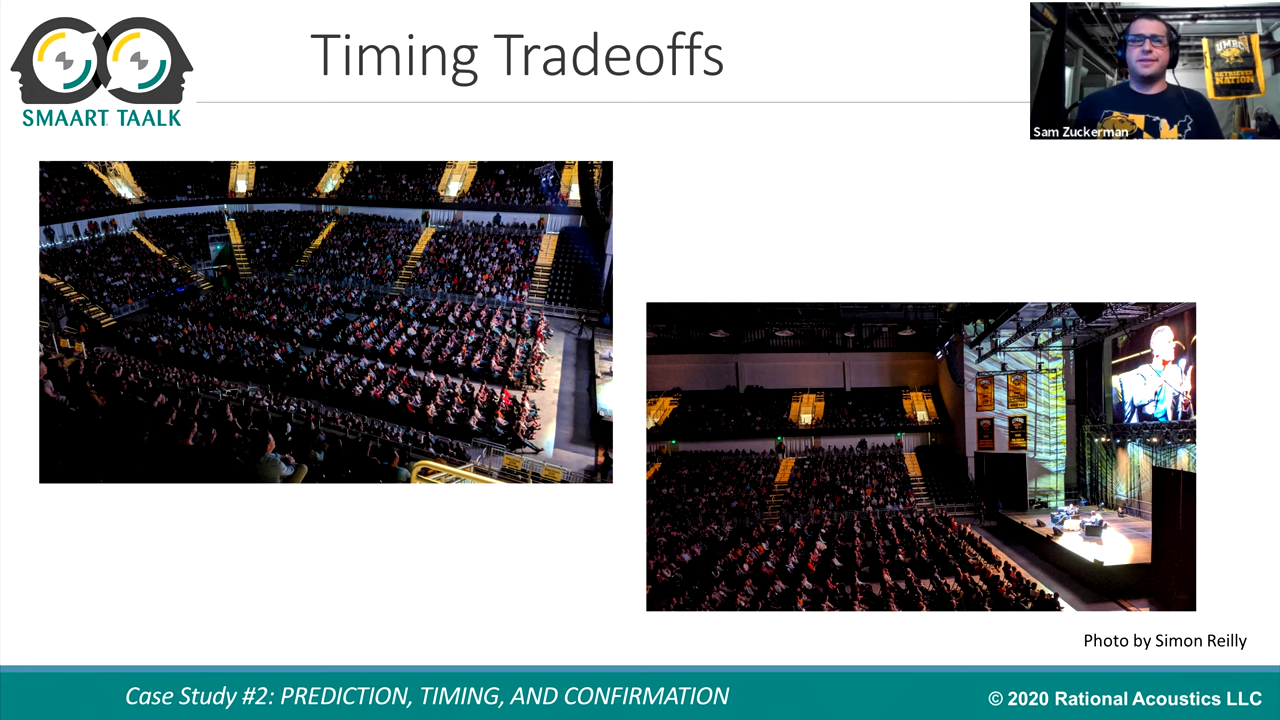 Timing Tradeoffs
SMAART TAALK
UMBC
RETRIEVER
NATION
Sam Zuckerman
Photo by Simon Reilly
Case Study #2: PREDICTION, TIMING, AND CONFIRMATION
© 2020 Rational Acoustics LLC